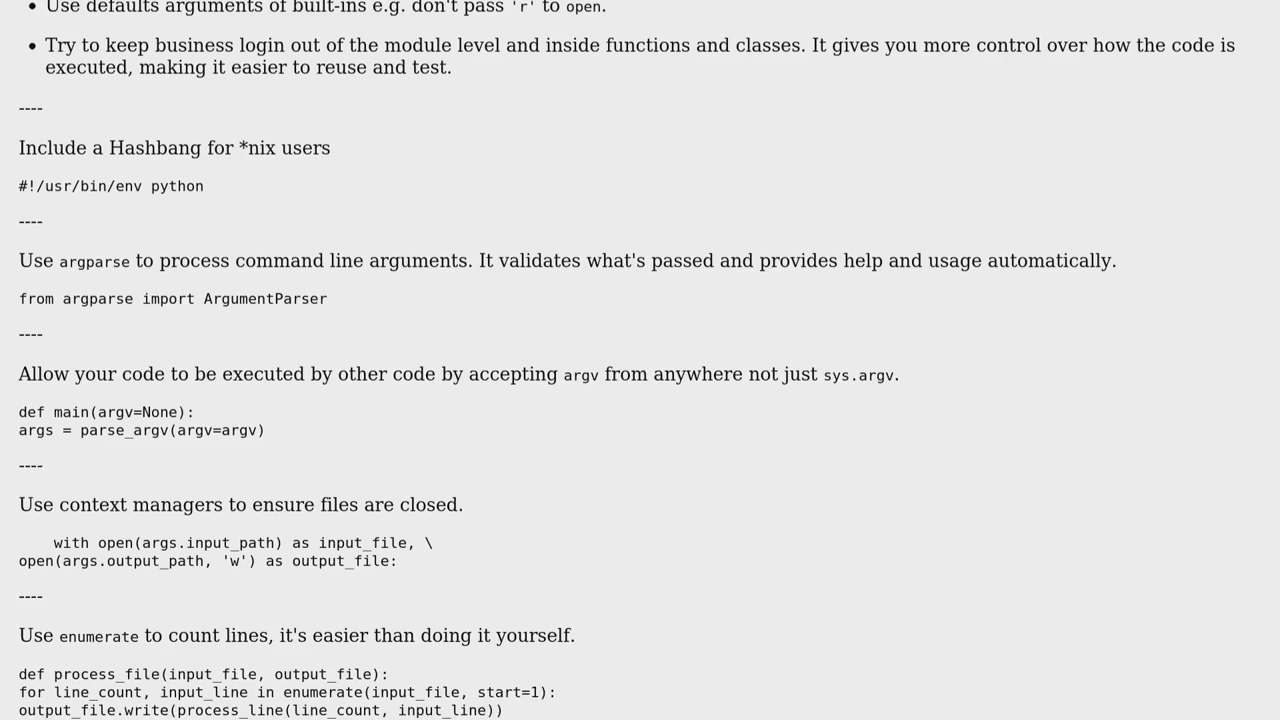 • Use defaults arguments of built-ins e.g. don't pass 'r' to open.
• Try to keep business login out of the module level and inside functions and classes. It gives you more control over how the code is
executed, making it easier to reuse and test.
----
Include a Hashbang for *nix users
#!/usr/bin/env python
----
Use argparse to process command line arguments. It validates what's passed and provides help and usage automatically.
from argparse import ArgumentParser
----
Allow your code to be executed by other code by accepting argv from anywhere not just sys.argv.
def main(argv=None):
args = parse_argv(argv=argv)
----
Use context managers to ensure files are closed.
    with open(args.input_path) as input_file, \
open(args.output_path, 'w') as output_file:
----
Use enumerate to count lines, it's easier than doing it yourself.
def process_file(input_file, output_file):
for line_count, input_line in enumerate(input_file, start=1):
output_file.write(process_line(line_count, input_line))